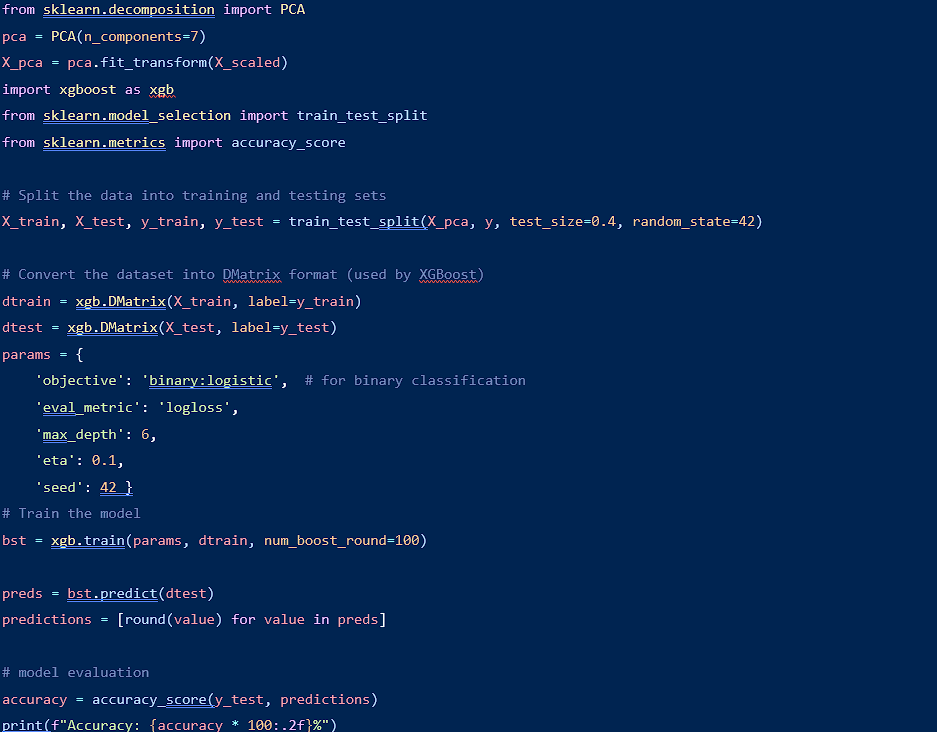 from sklearn.decomposition import PCA
pca = PCA(n_components=7)
X_pca = pca.fit_transform(X_scaled)
import xgboost as xgb
from sklearn.model_selection import train_test_split
from sklearn.metrics import accuracy_score
# Split the data into training and testing sets
X_train, X_test, y_train, y_test = train_test_split(X_pca, y, test_size=0.4, random_state=42)
# Convert the dataset into DMatrix format (used by XGBoost)
dtrain = xgb.DMatrix(X_train, label=y_train)
dtest = xgb.DMatrix(X_test, label=y_test)
params = {
    'objective': 'binary:logistic',  # for binary classification
    'eval_metric': 'logloss',
    'max_depth': 6,
    'eta': 0.1,
    'seed': 42 }
# Train the model
bst = xgb.train(params, dtrain, num_boost_round=100)
preds = bst.predict(dtest)
predictions = [round(value) for value in preds]
# model evaluation
accuracy = accuracy_score(y_test, predictions)
print(f"Accuracy: {accuracy * 100:.2f}%")